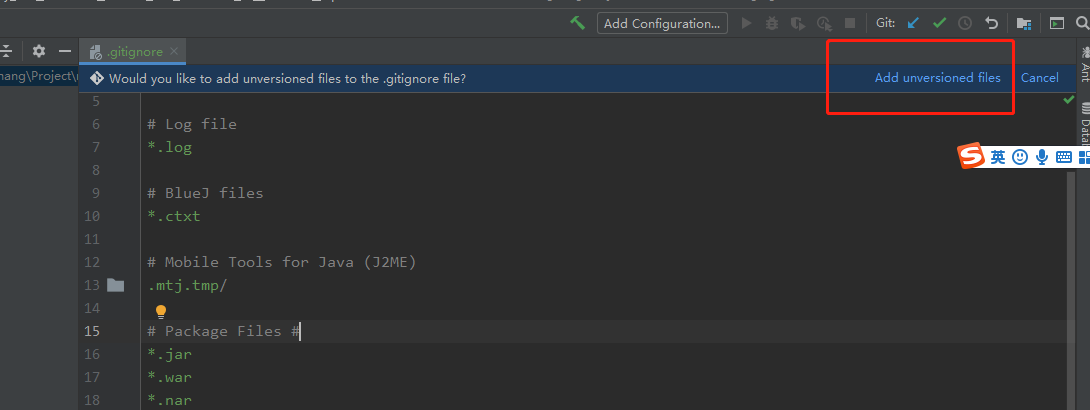 Add Configuration...
Git:
.gitignore
Would you like to add unversioned files to the .gitignore file?
Add unversioned files
Cancel
Ant
hang\Project\
5
6 # Log file
7 *.log
8
9 # BlueJ files
10 *.ctxt
11
12 # Mobile Tools for Java (J2ME)
13 .mtj.tmp/
14
15 # Package Files #
16 *.jar
17 *.war
18 *.nar
S 英